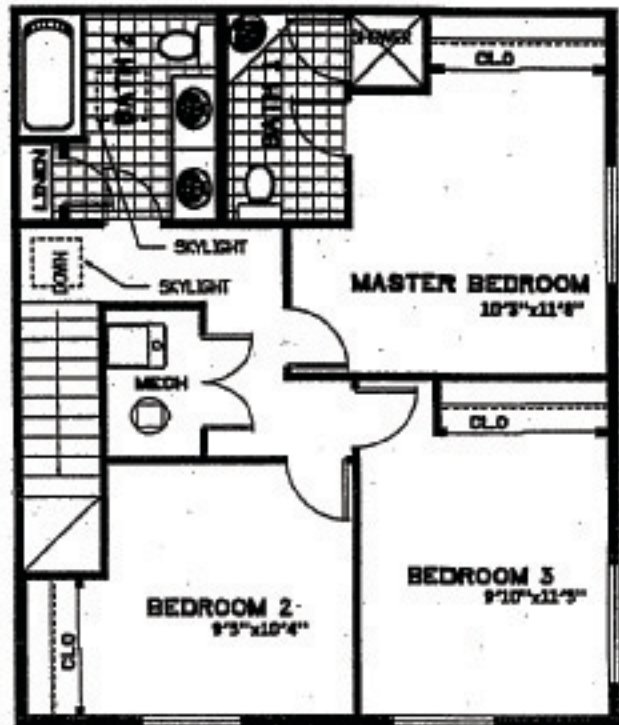 BATH 2
BATH 1
SHOWER
CLO
LINEN
SKYLIGHT
DOWN
SKYLIGHT
MASTER BEDROOM
10'3"x11'8"
MECH
CLO
BEDROOM 3
9'10"x11'3"
BEDROOM 2
9'3"x10'4"
CLO